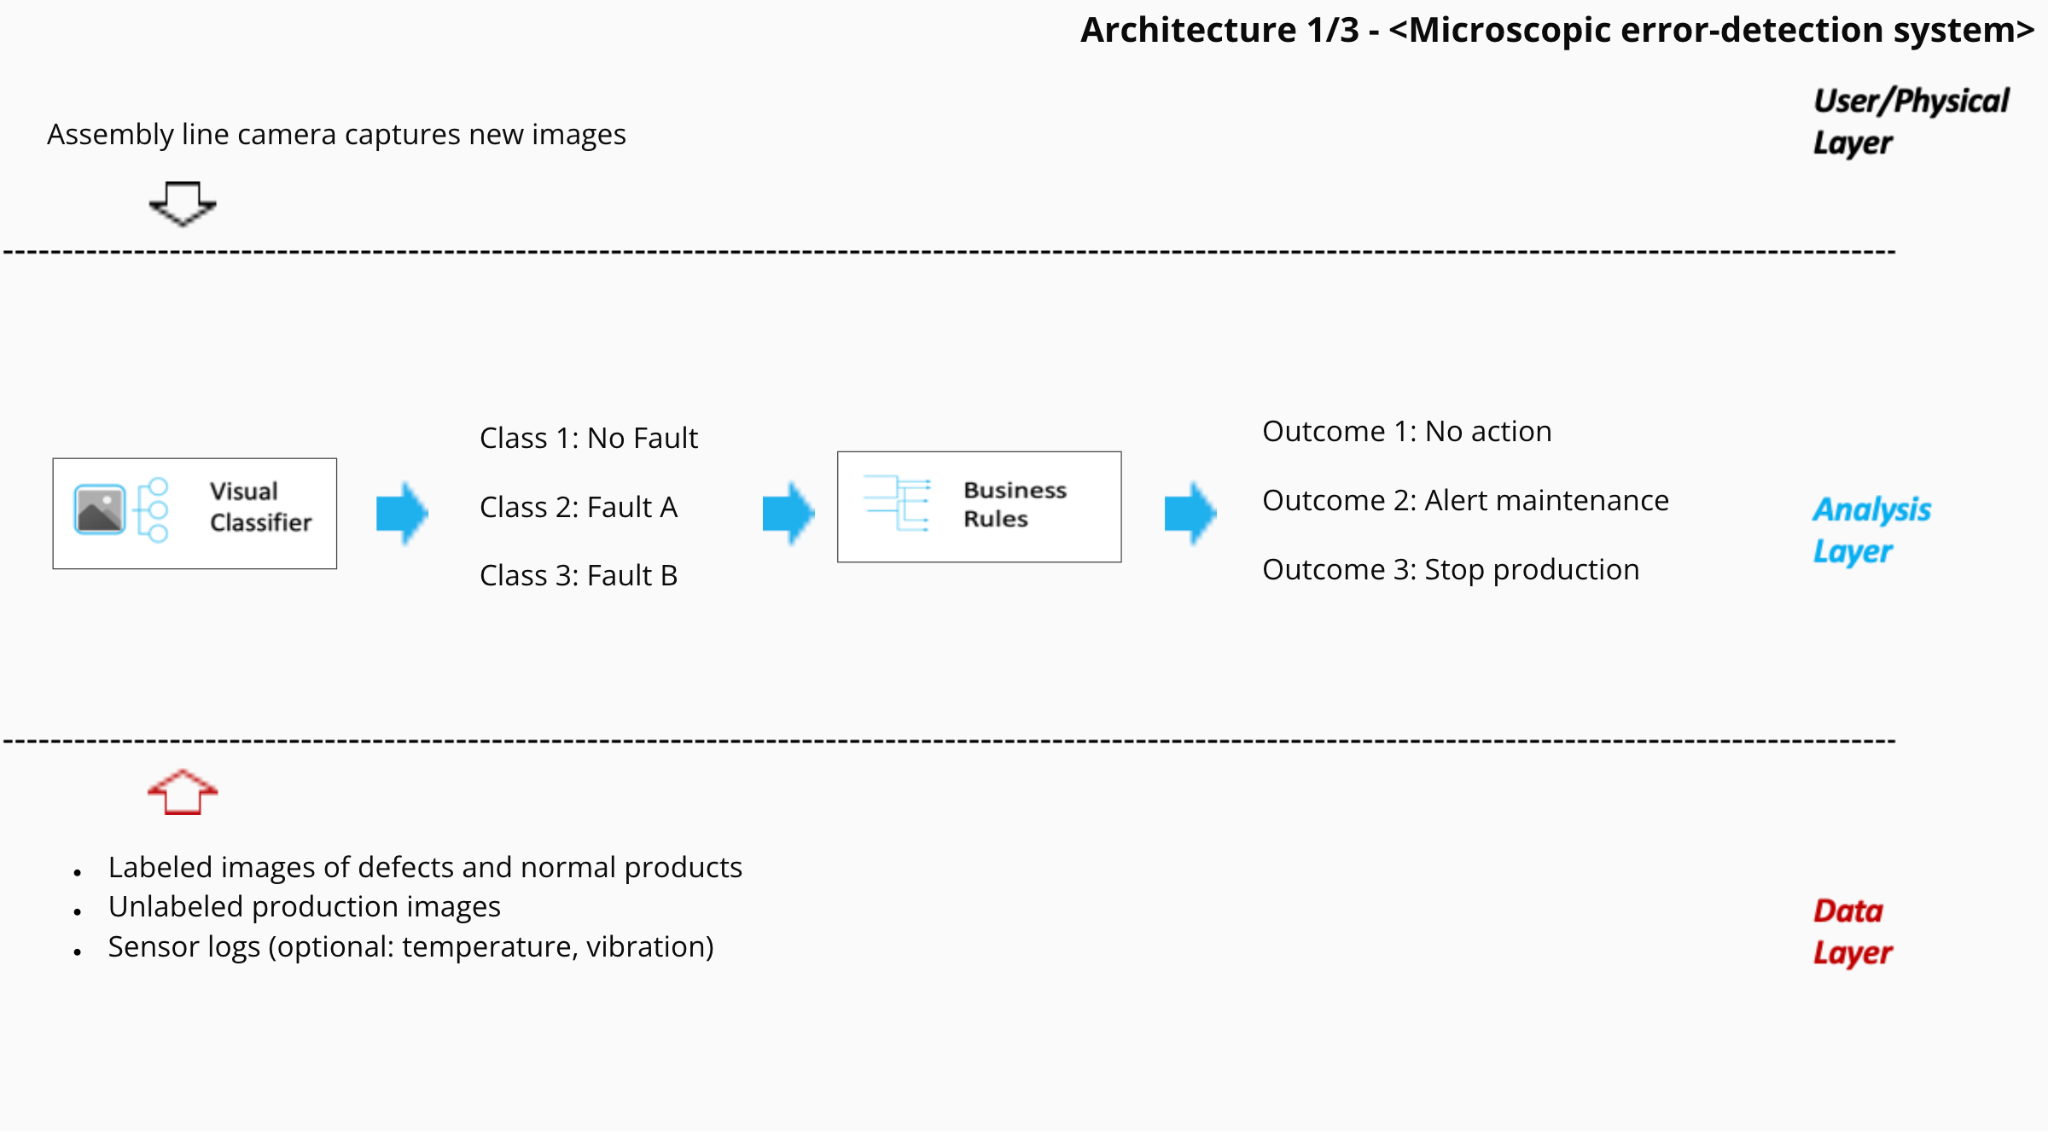 Architecture 1/3 - <Microscopic error-detection system>
User/Physical
Layer
Assembly line camera captures new images
Visual
Classifier
Class 1: No Fault
Class 2: Fault A
Class 3: Fault B
Business
Rules
Outcome 1: No action
Outcome 2: Alert maintenance
Outcome 3: Stop production
Analysis
Layer
• Labeled images of defects and normal products
• Unlabeled production images
• Sensor logs (optional: temperature, vibration)
Data
Layer